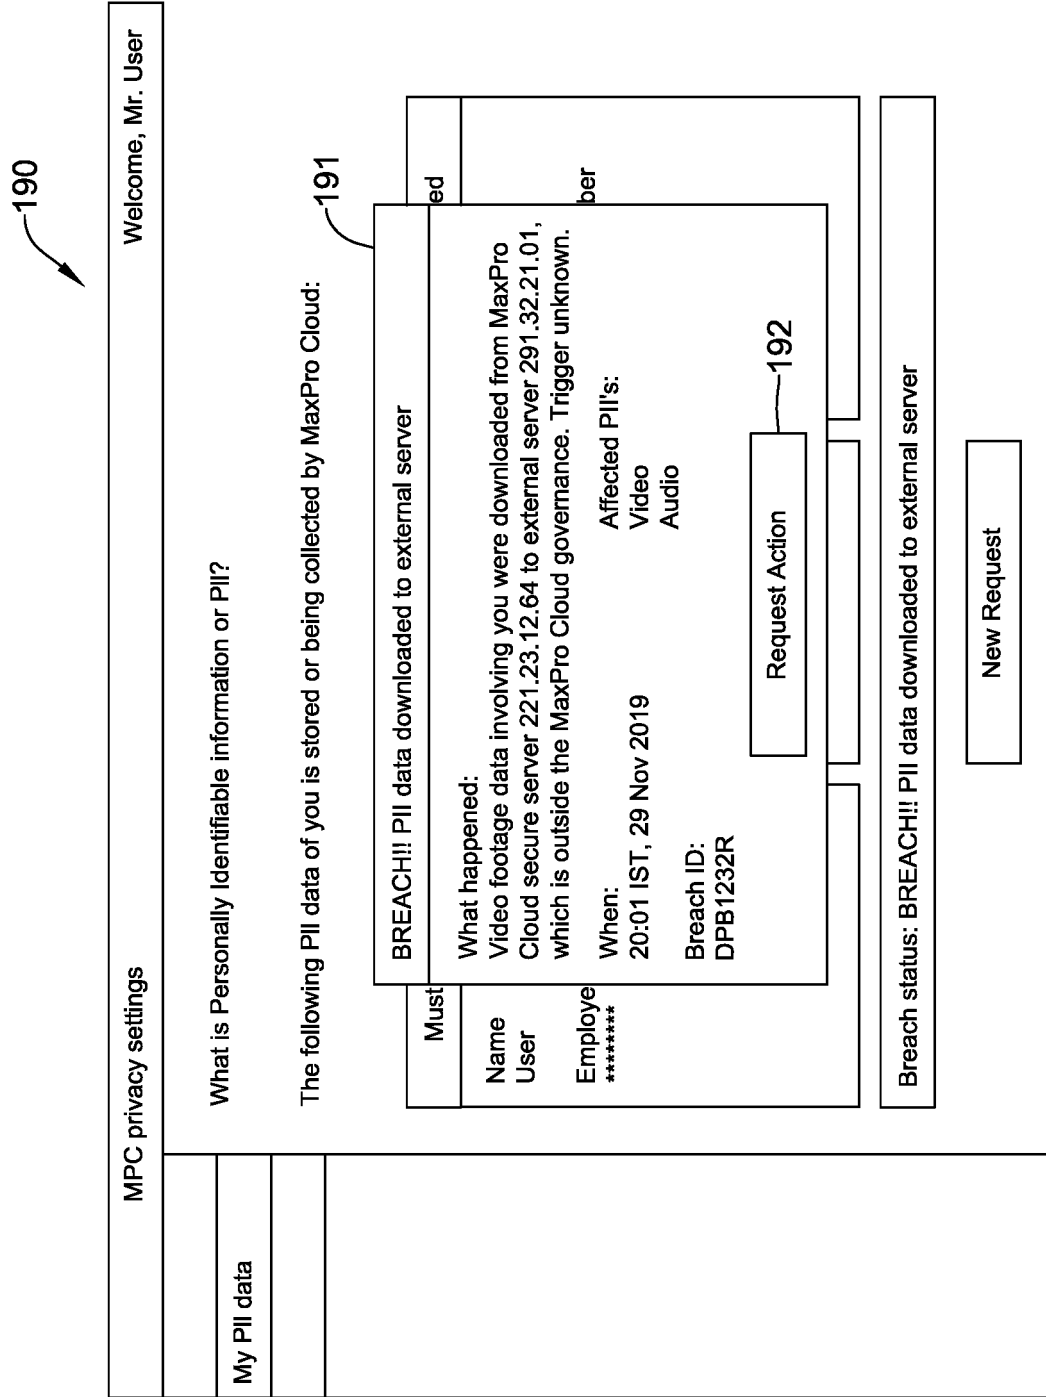 190
MPC privacy settings
Welcome, Mr. User
My PII data
What is Personally Identifiable information or PII?
The following PII data of you is stored or being collected by MaxPro Cloud:
191
Must
ed
Name
User
Employe
ber
********
BREACH!! PII data downloaded to external server
What happened:
Video footage data involving you were downloaded from MaxPro
Cloud secure server 221.23.12.64 to external server 291.32.21.01,
which is outside the MaxPro Cloud governance. Trigger unknown.
When:
20:01 IST, 29 Nov 2019
Affected PII's:
Video
Audio
Breach ID:
DPB1232R
Request Action
192
Breach status: BREACH!! PII data downloaded to external server
New Request